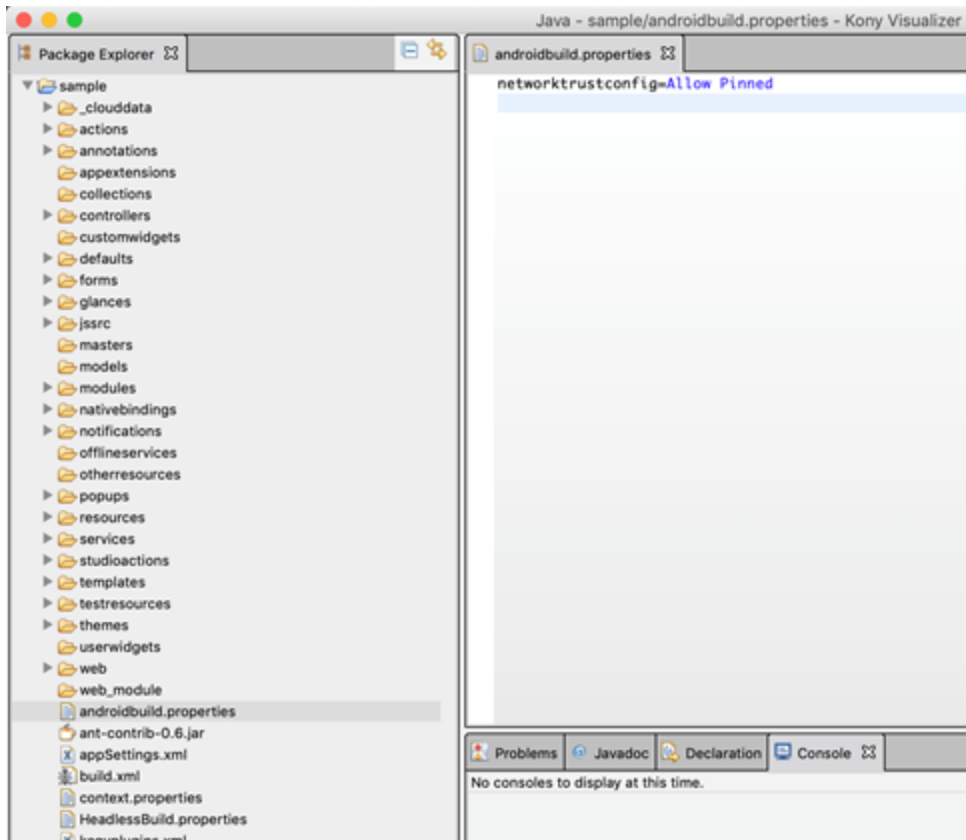 Java - sample/androidbuild.properties - Kony Visualizer
Package Explorer
sample
_clouddata
actions
annotations
appextensions
collections
controllers
customwidgets
defaults
forms
glances
jssrc
masters
models
modules
nativebindings
notifications
offlineservices
otherresources
popups
resources
services
studioactions
templates
testresources
themes
userwidgets
web
web_module
androidbuild.properties
ant-contrib-0.6.jar
appSettings.xml
build.xml
context.properties
HeadlessBuild.properties
androidbuild.properties
networktrustconfig=Allow Pinned
Problems Javadoc Declaration Console
No consoles to display at this time.